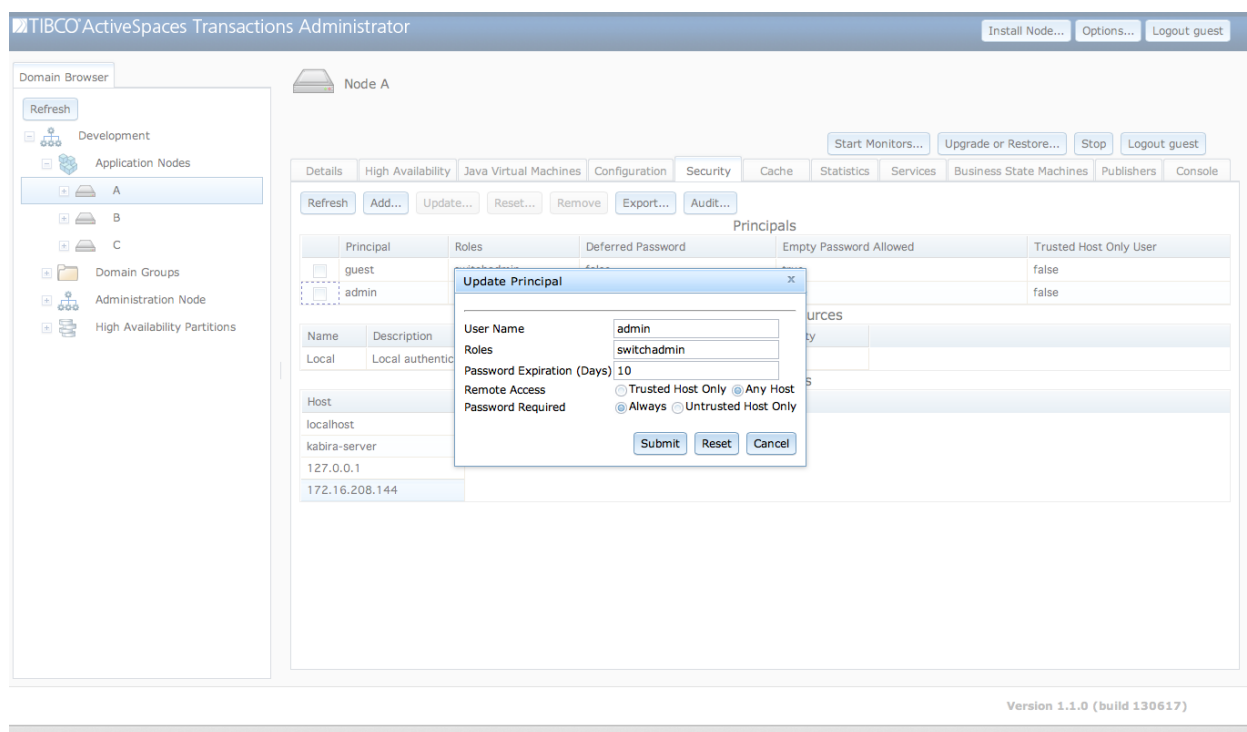 TIBCO® ActiveSpaces Transactions Administrator
Install Node... Options... Logout guest
Domain Browser
Refresh
Development
Application Nodes
A
B
C
Domain Groups
Administration Node
High Availability Partitions
Node A
Start Monitors... Upgrade or Restore... Stop Logout guest
Details High Availability Java Virtual Machines Configuration Security Cache Statistics Services Business State Machines Publishers Console
Refresh Add... Update... Reset... Remove Export... Audit...
Principals
Principal Roles Deferred Password Empty Password Allowed Trusted Host Only User
guest switchadmin false true false
admin false
urces
Name Description ty
Local Local authentic
s
Host
localhost
kabira-server
127.0.0.1
172.16.208.144
Update Principal x
User Name admin
Roles switchadmin
Password Expiration (Days) 10
Remote Access Trusted Host Only Any Host
Password Required Always Untrusted Host Only
Submit Reset Cancel
Version 1.1.0 (build 130617)